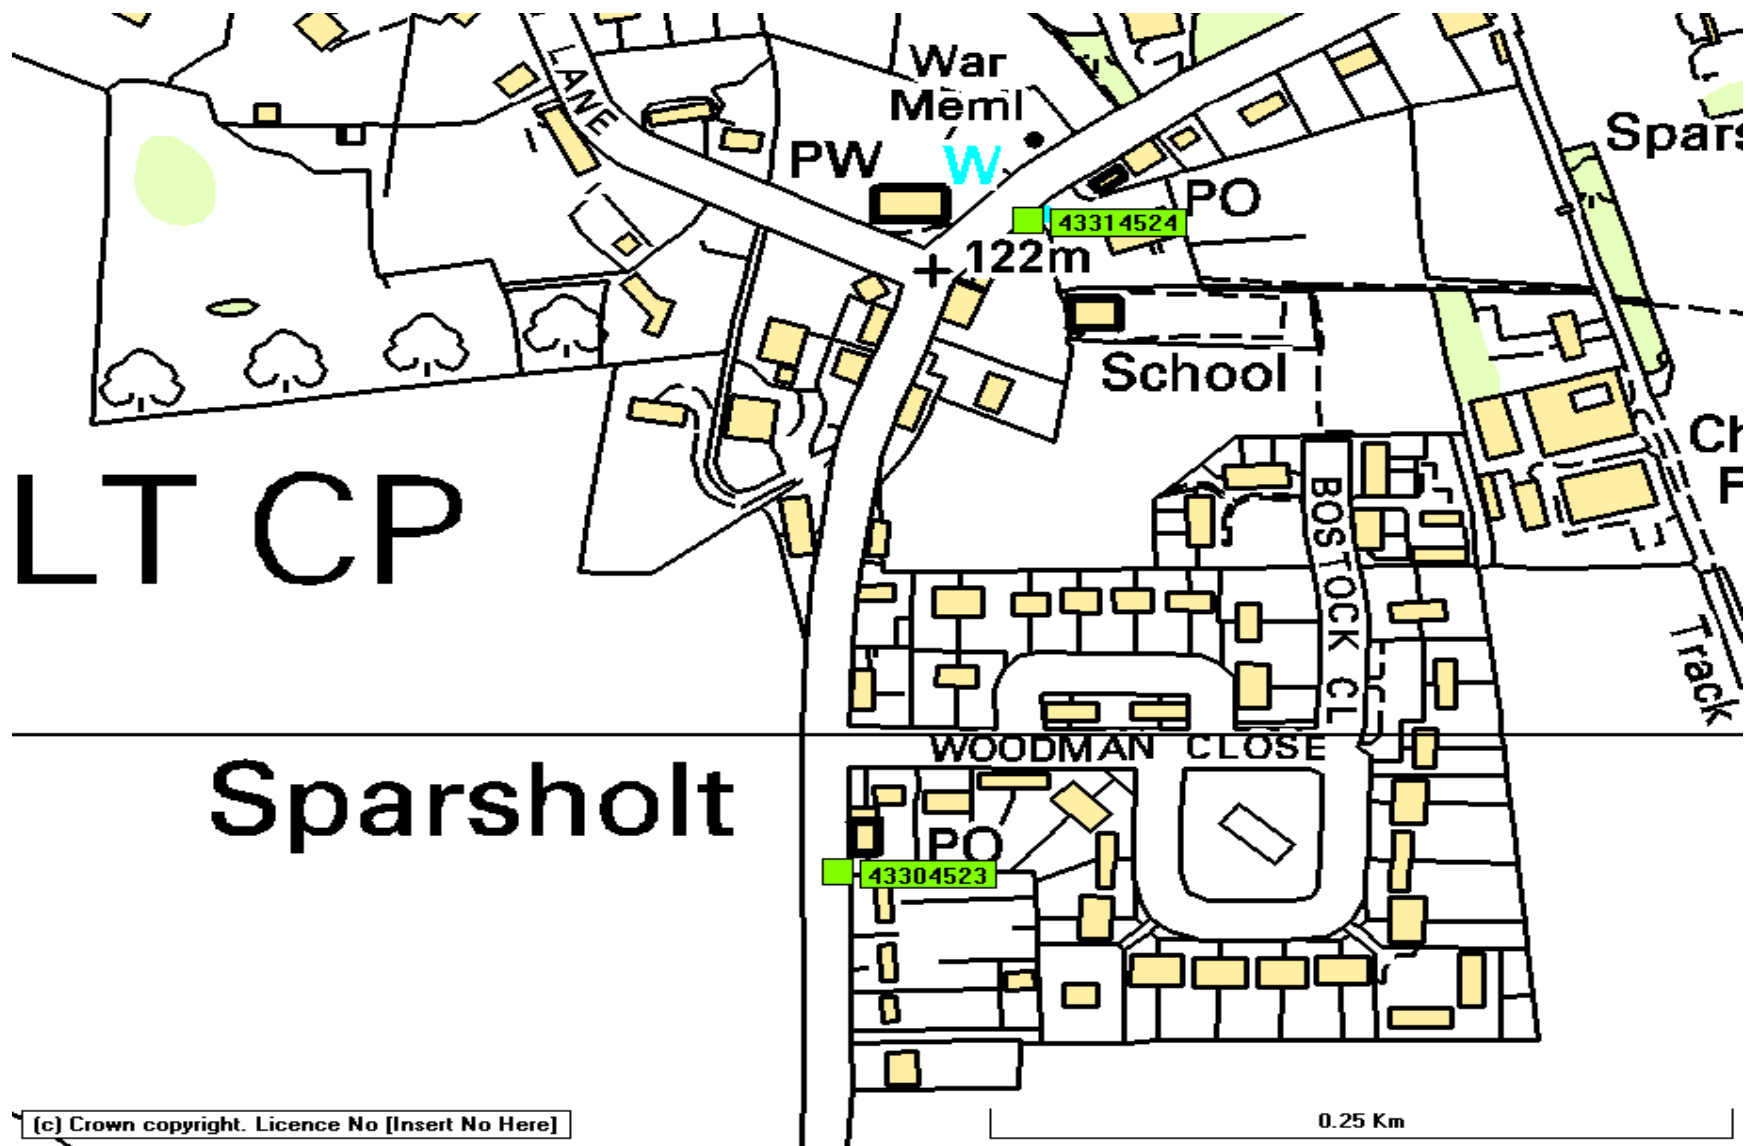 LANE
War
Meml
PW
W
Spars
PO
43314524
122m
School
Ch
F
LT CP
BOSTOCK CL
Track
WOODMAN CLOSE
Sparsholt
PO
43304523
(c) Crown copyright. Licence No [Insert No Here]
0.25 Km